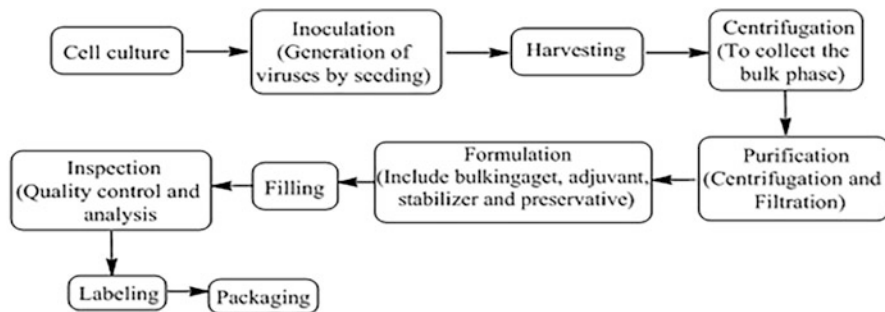 Cell culture
Inoculation
(Generation of
viruses by seeding)
Harvesting
Centrifugation
(To collect the
bulk phase)
Purification
(Centrifugation and
Filtration)
Formulation
(Include bulkingaget, adjuvant,
stabilizer and preservative)
Filling
Inspection
(Quality control and
analysis
Labeling
Packaging